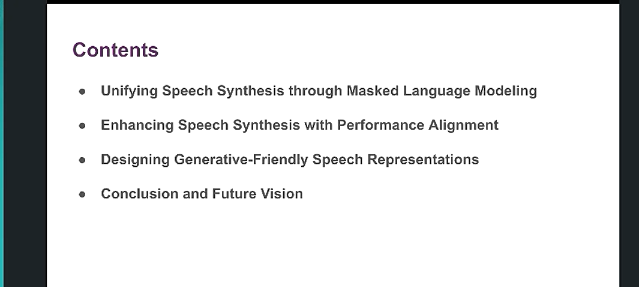 Contents
● Unifying Speech Synthesis through Masked Language Modeling
● Enhancing Speech Synthesis with Performance Alignment
● Designing Generative-Friendly Speech Representations
● Conclusion and Future Vision